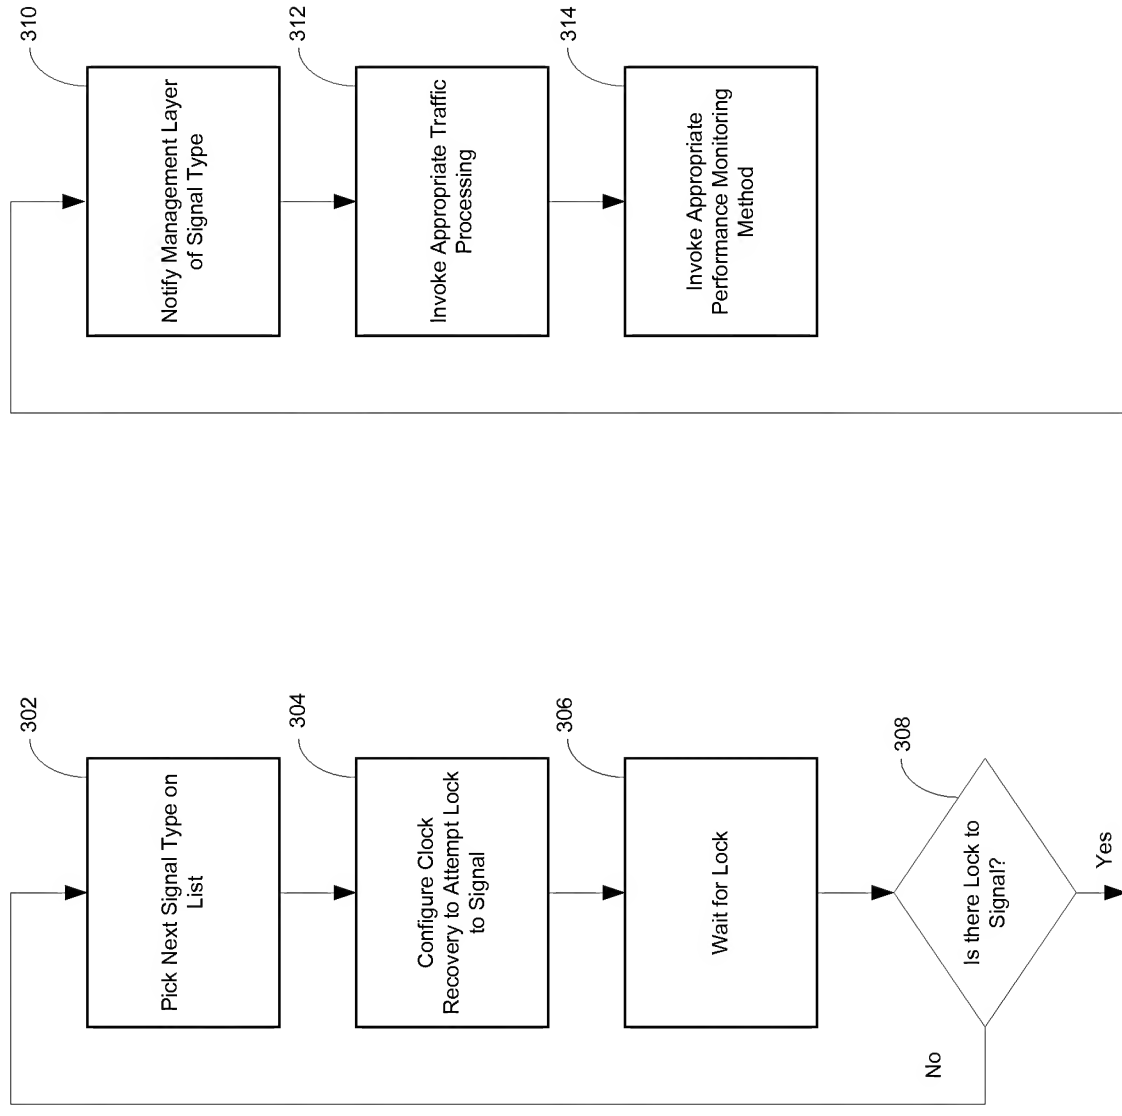 302
Pick Next Signal Type on
List
304
Configure Clock
Recovery to Attempt Lock
to Signal
306
Wait for Lock
308
Is there Lock to
Signal?
No
Yes
310
Notify Management Layer
of Signal Type
312
Invoke Appropriate Traffic
Processing
314
Invoke Appropriate
Performance Monitoring
Method